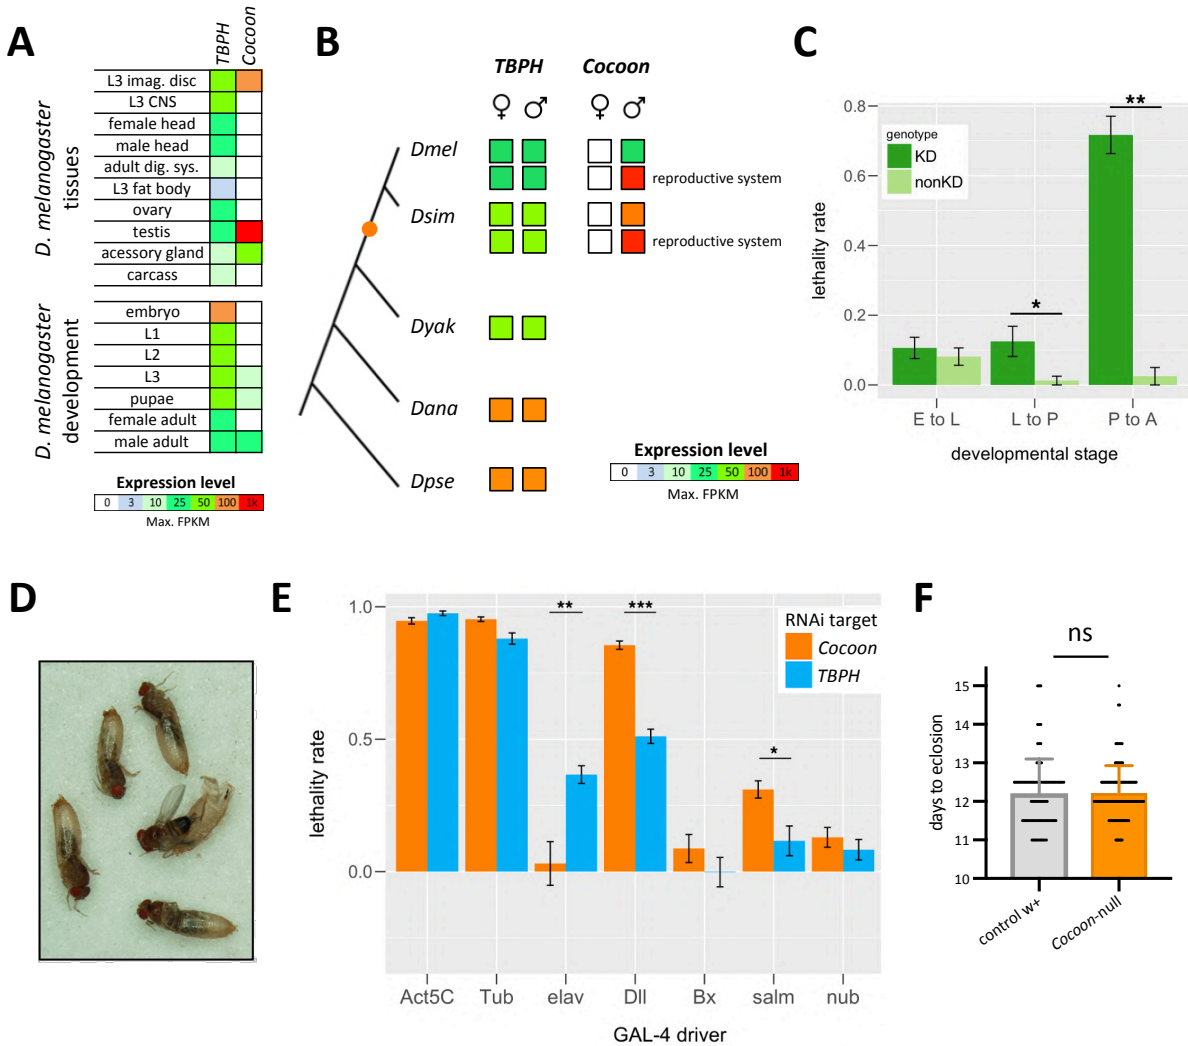 A
TBPH
Cocoon
D. melanogaster
tissues
L3 imag. disc
L3 CNS
female head
male head
adult dig. sys.
L3 fat body
ovary
testis
acessory gland
carcass
D. melanogaster
development
embryo
L1
L2
L3
pupae
female adult
male adult
Expression level
0 3 10 25 50 100 1k
Max. FPKM
B
TBPH Cocoon
♀ ♂ ♀ ♂
Dmel
reproductive system
Dsim
reproductive system
Dyak
Dana
Dpse
Expression level
0 3 10 25 50 100 1k
Max. FPKM
C
lethality rate
0.8
0.6
0.4
0.2
0.0
genotype
KD
nonKD
*
**
E to L L to P P to A
developmental stage
D
E
lethality rate
1.0
0.5
0.0
**
***
*
RNAi target
Cocoon
TBPH
Act5C Tub elav Dll Bx salm nub
GAL-4 driver
F
ns
days to eclosion
15
14
13
12
11
10
control w+
Cocoon-null